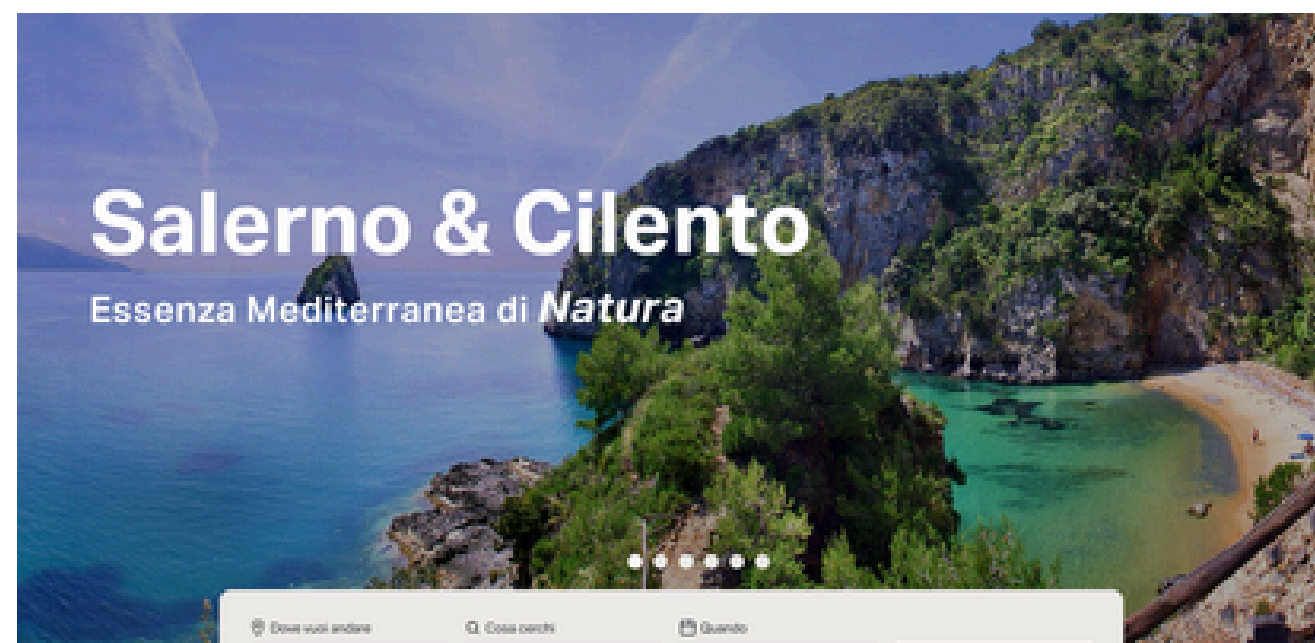 Salerno & Cilento
Essenza Mediterranea di Natura
Dove vuoi andare
Cosa cerchi
Quando